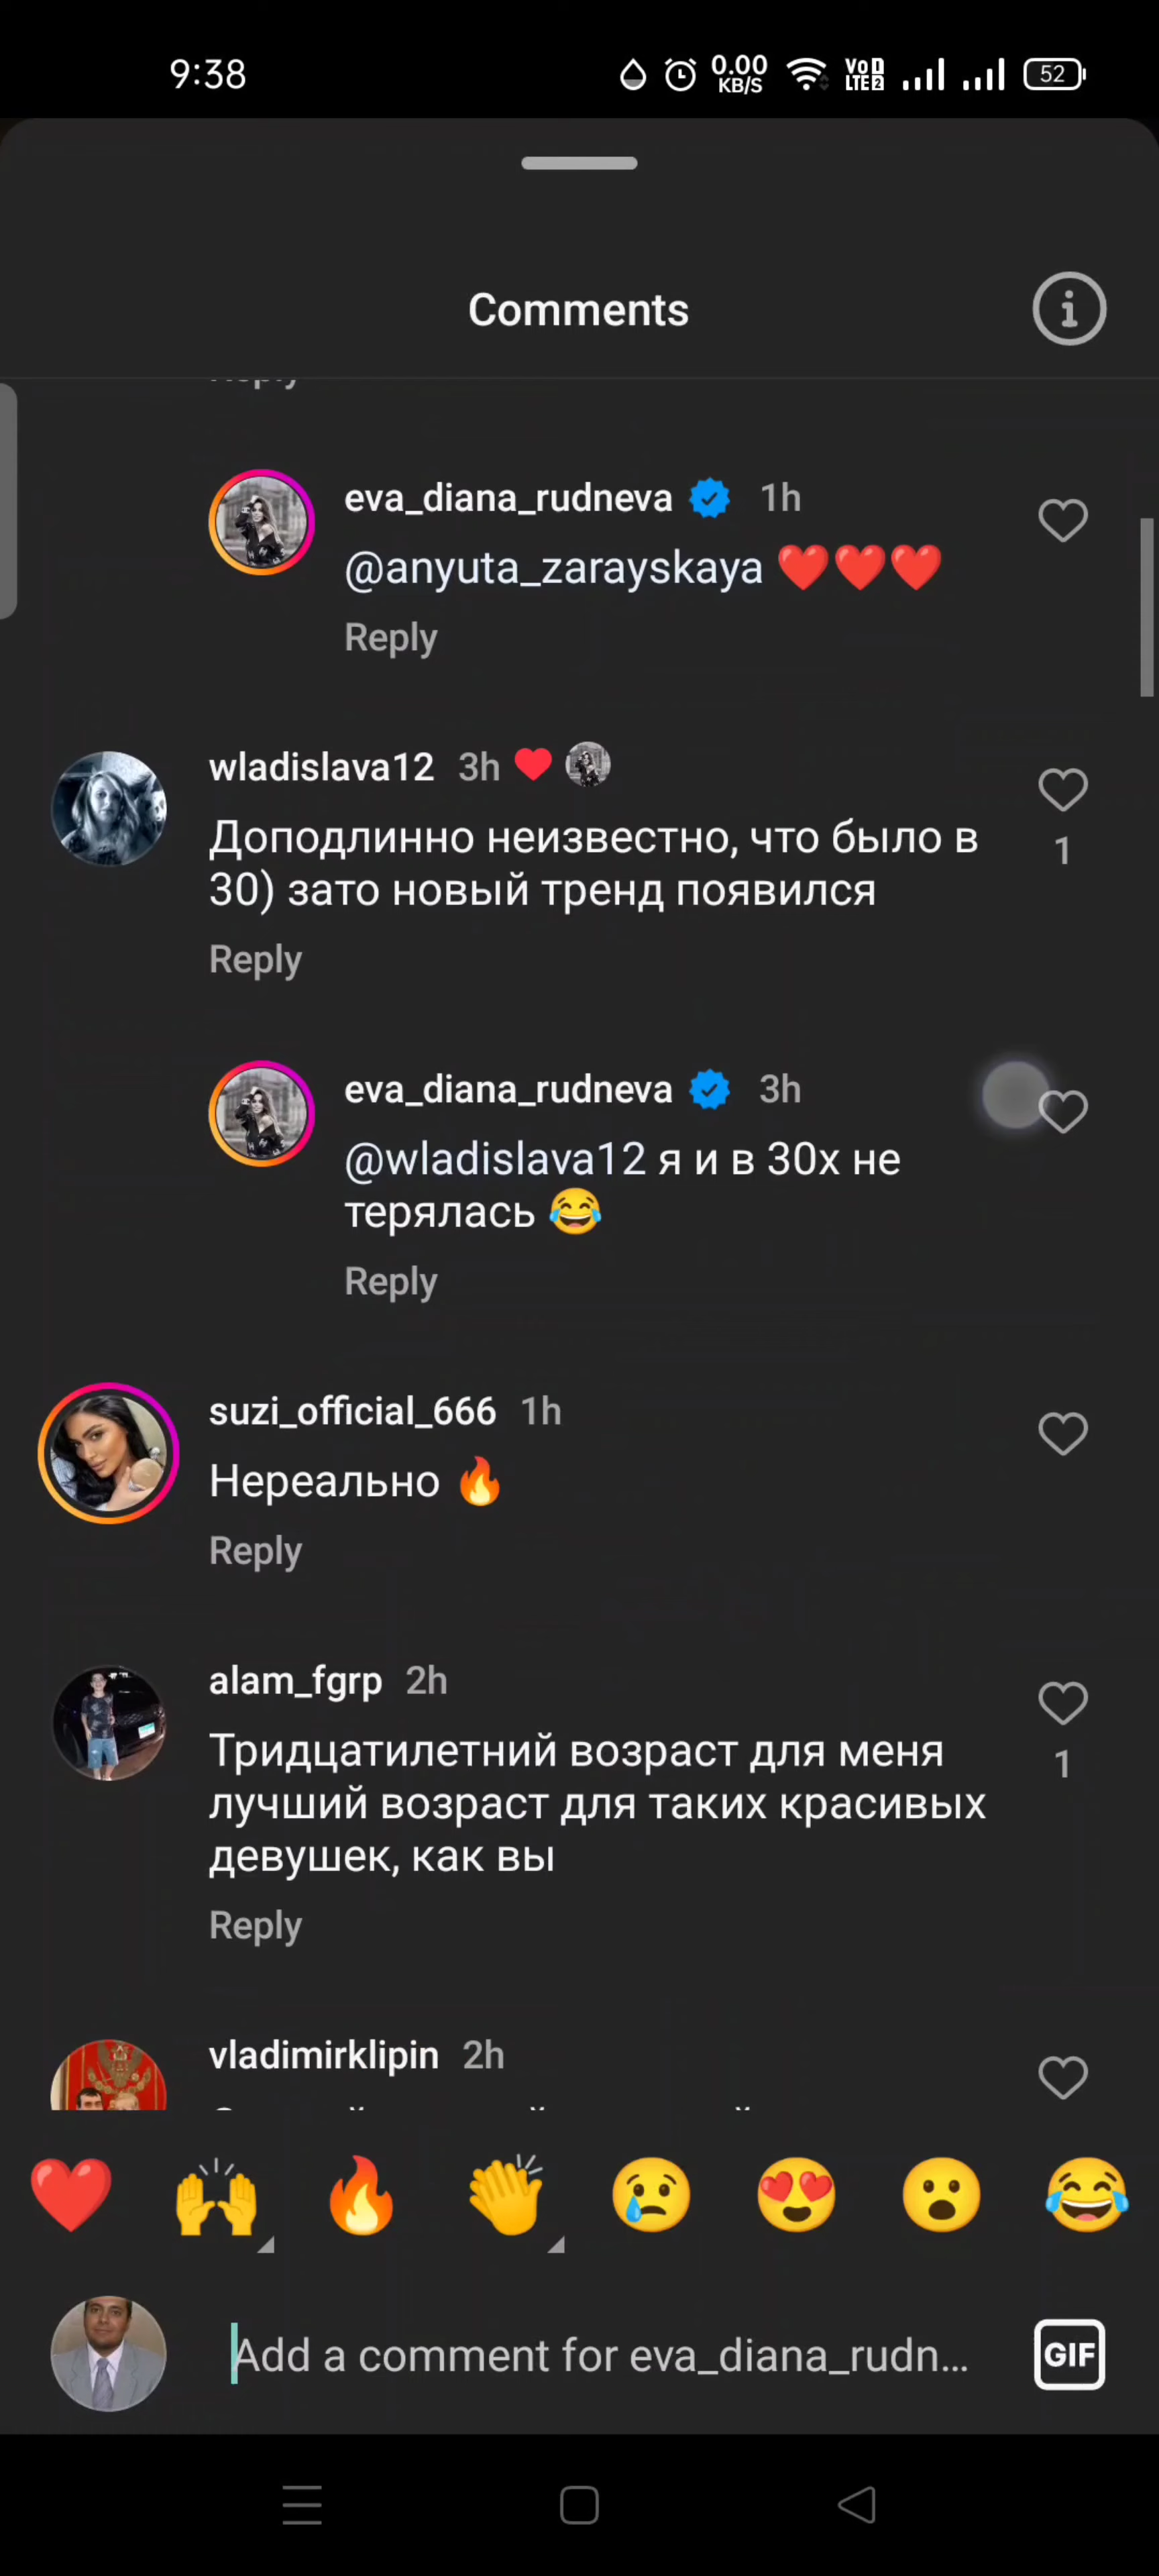 9:38
0.00
KB/S
VoD
LTE2
52
Comments
Reply
eva_diana_rudneva 1h
@anyuta_zarayskaya ❤️❤️❤️
Reply
wladislava12 3h ❤️
Доподлинно неизвестно, что было в
30) зато новый тренд появился
1
Reply
eva_diana_rudneva 3h
@wladislava12 я и в 30х не
терялась 😂
Reply
suzi_official_666 1h
Нереально 🔥
Reply
alam_fgrp 2h
Тридцатилетний возраст для меня
1
лучший возраст для таких красивых
девушек, как вы
Reply
vladimirklipin 2h
❤️ 🙌 🔥 👏 😢 😍 😮 😂
Add a comment for eva_diana_rudn...
GIF